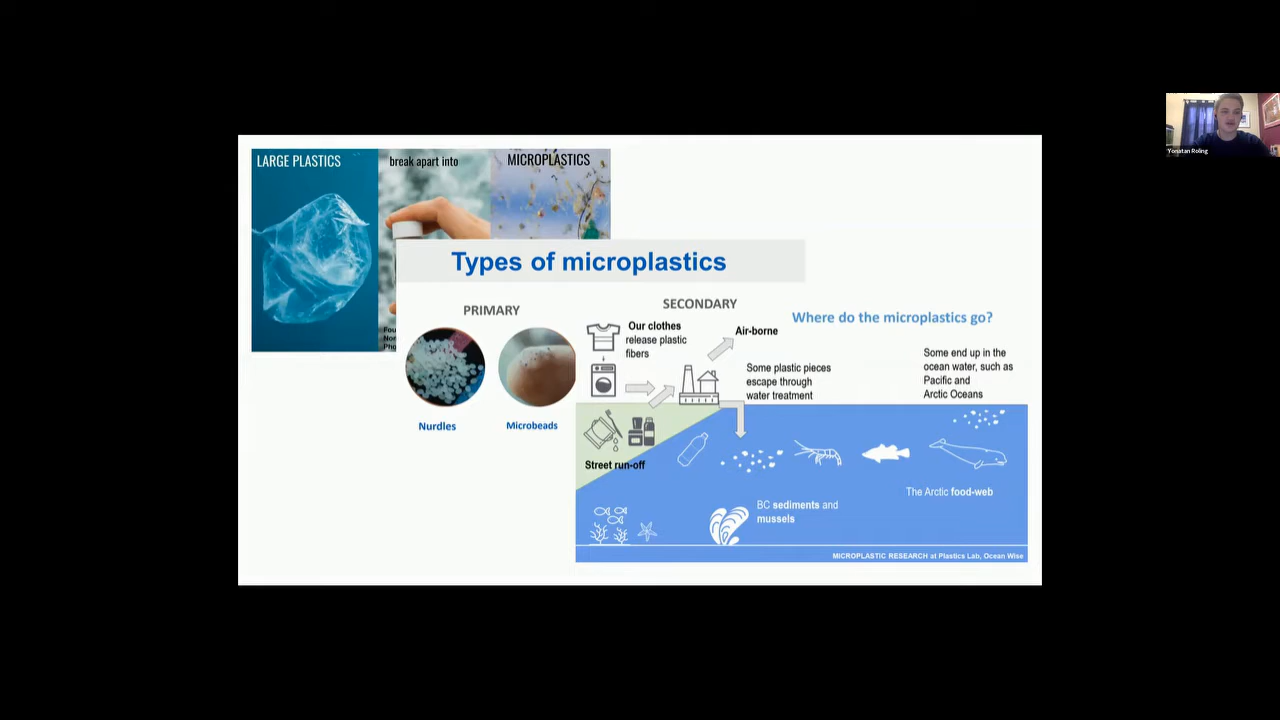 LARGE PLASTICS
break apart into
MICROPLASTICS
Types of microplastics
PRIMARY
Nurdles
Microbeads
SECONDARY
Our clothes
release plastic
fibers
Air-borne
Some plastic pieces
escape through
water treatment
Street run-off
Where do the microplastics go?
Some end up in the
ocean water, such as
Pacific and
Arctic Oceans
The Arctic food-web
BC sediments and
mussels
MICROPLASTIC RESEARCH at Plastics Lab, Ocean Wise
Yonatan Roling